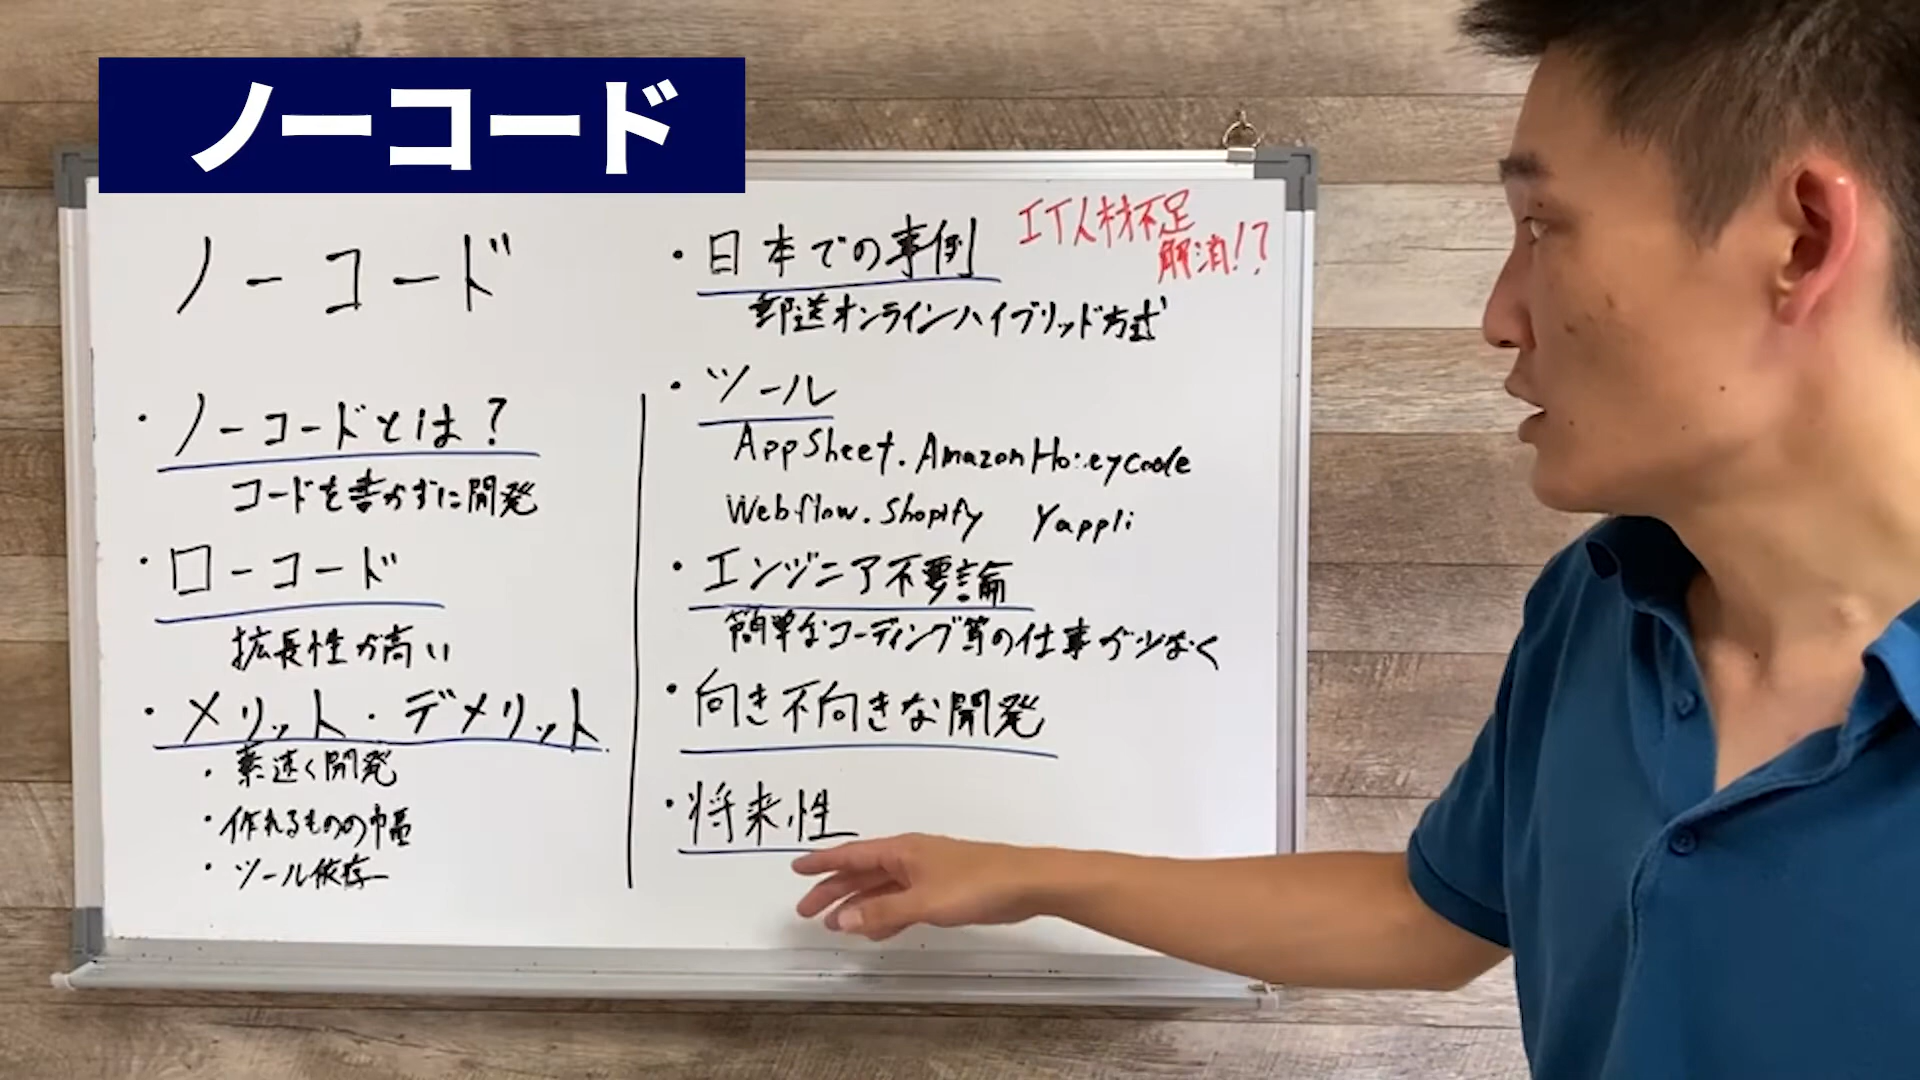 ノーコード
ノーコード
・ノーコードとは?
コードを書かずに開発
・ローコード
拡長性が高い
・メリット・デメリット
・素速く開発
・作れるものの幅
・ツール依存
・日本での事例
IT人材不足
解消!?
郵送オンラインハイブリッド方式
・ツール
AppSheet. Amazon Honeycode
Webflow. Shopify Yappli
・エンジニア不要論
簡単なコーディング等の仕事が少なく
・向き不向きな開発
・将来性